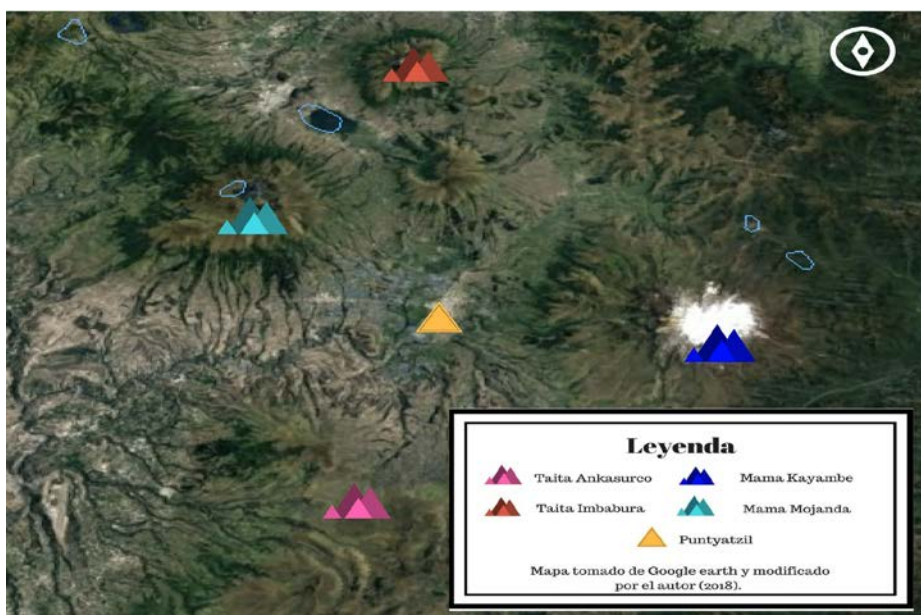 Leyenda
Taita Ankasurco
Mama Kayambe
Taita Imbabura
Mama Mojanda
Puntyatzil
Mapa tomado de Google earth y modificado
por el autor (2018).